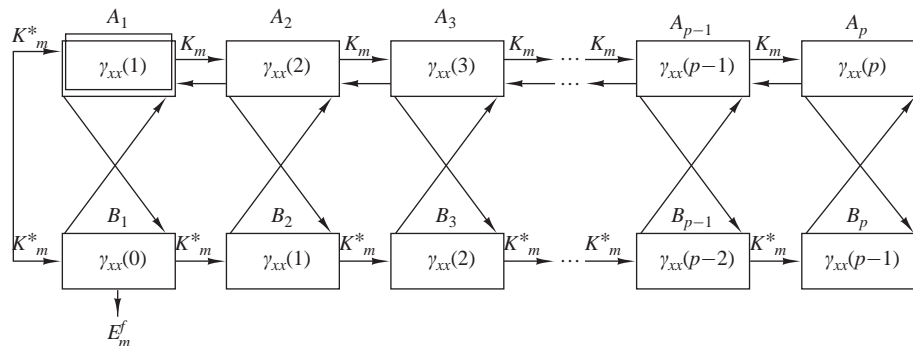 A₁ A₂ A₃ Aₚ₋₁ Aₚ
K*ₘ Kₘ Kₘ Kₘ ... Kₘ Kₘ
γₓₓ(1) γₓₓ(2) γₓₓ(3) γₓₓ(p−1) γₓₓ(p)
...
B₁ B₂ B₃ Bₚ₋₁ Bₚ
K*ₘ K*ₘ K*ₘ K*ₘ ... K*ₘ K*ₘ
γₓₓ(0) γₓₓ(1) γₓₓ(2) γₓₓ(p−2) γₓₓ(p−1)
Eᶠₘ